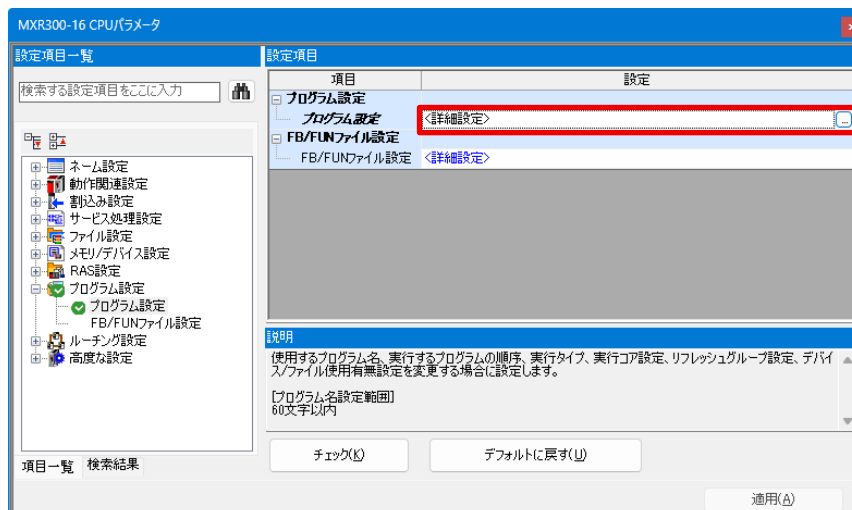 MXR300-16 CPUパラメータ
設定項目一覧
検索する設定項目をここに入力
ネーム設定
動作関連設定
割込み設定
サービス処理設定
ファイル設定
メモリ/デバイス設定
RAS設定
プログラム設定
プログラム設定
FB/FUNファイル設定
ルーチング設定
高度な設定
項目一覧 検索結果
設定項目
項目 設定
プログラム設定
プログラム設定 <詳細設定> ...
FB/FUNファイル設定
FB/FUNファイル設定 <詳細設定>
説明
使用するプログラム名、実行するプログラムの順序、実行タイプ、実行コア設定、リフレッシュグループ設定、デバイ
ス/ファイル使用有無設定を変更する場合に設定します。
[プログラム名設定範囲]
60文字以内
チェック(K) デフォルトに戻す(U)
適用(A)